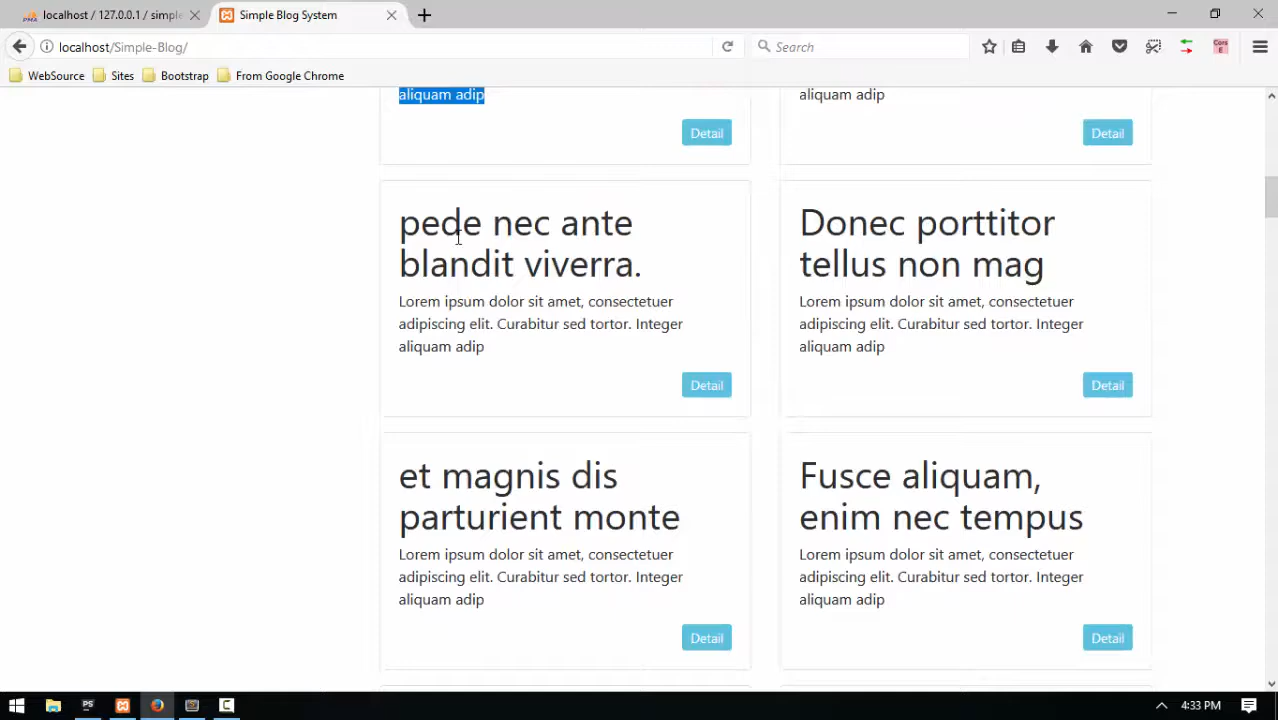 localhost / 127.0.0.1 / simple
Simple Blog System
localhost/Simple-Blog/
Search
WebSource
Sites
Bootstrap
From Google Chrome
aliquam adip
Detail
aliquam adip
Detail
pede nec ante
blandit viverra.
Lorem ipsum dolor sit amet, consectetuer
adipiscing elit. Curabitur sed tortor. Integer
aliquam adip
Detail
Donec porttitor
tellus non mag
Lorem ipsum dolor sit amet, consectetuer
adipiscing elit. Curabitur sed tortor. Integer
aliquam adip
Detail
et magnis dis
parturient monte
Lorem ipsum dolor sit amet, consectetuer
adipiscing elit. Curabitur sed tortor. Integer
aliquam adip
Detail
Fusce aliquam,
enim nec tempus
Lorem ipsum dolor sit amet, consectetuer
adipiscing elit. Curabitur sed tortor. Integer
aliquam adip
Detail
4:33 PM